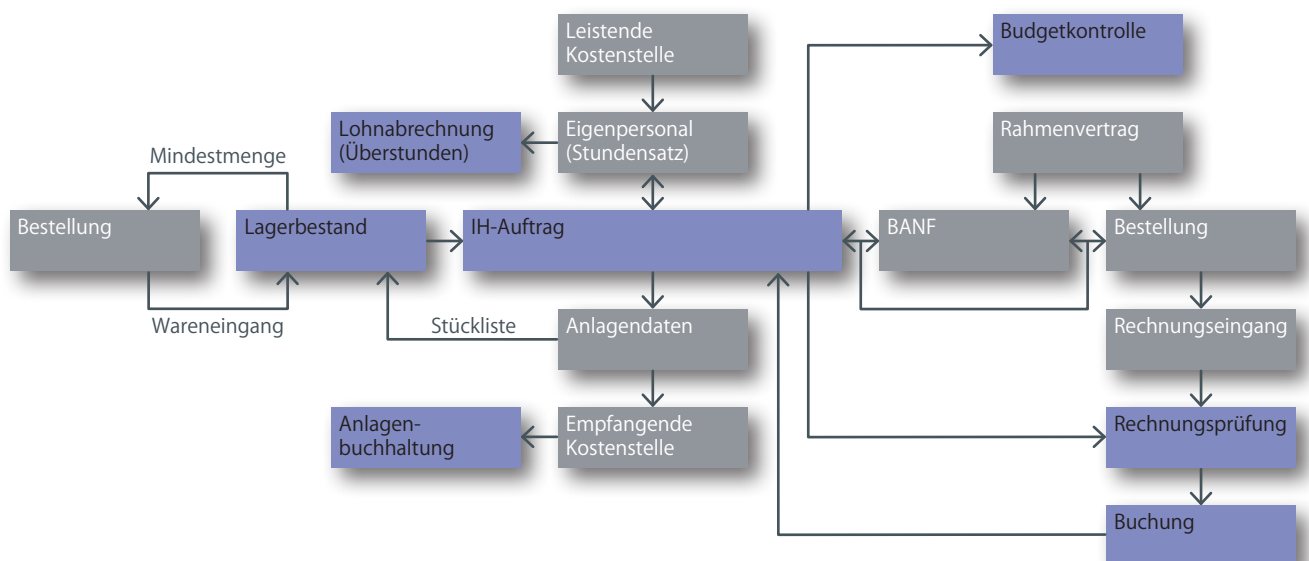 Leistende
Kostenstelle
Budgetkontrolle
Lohnabrechnung
(Überstunden)
Eigenpersonal
(Stundensatz)
Rahmenvertrag
Mindestmenge
Bestellung
Lagerbestand
IH-Auftrag
BANF
Bestellung
Wareneingang
Stückliste
Anlagendaten
Rechnungseingang
Anlagen-
buchhaltung
Empfangende
Kostenstelle
Rechnungsprüfung
Buchung